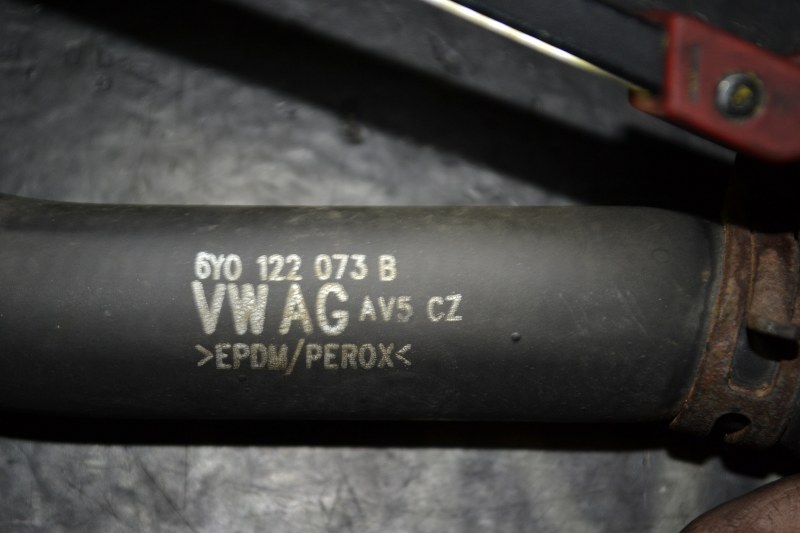 6Y0 122 073 B
VW AG AV5 CZ
>EPDM/PEROX<